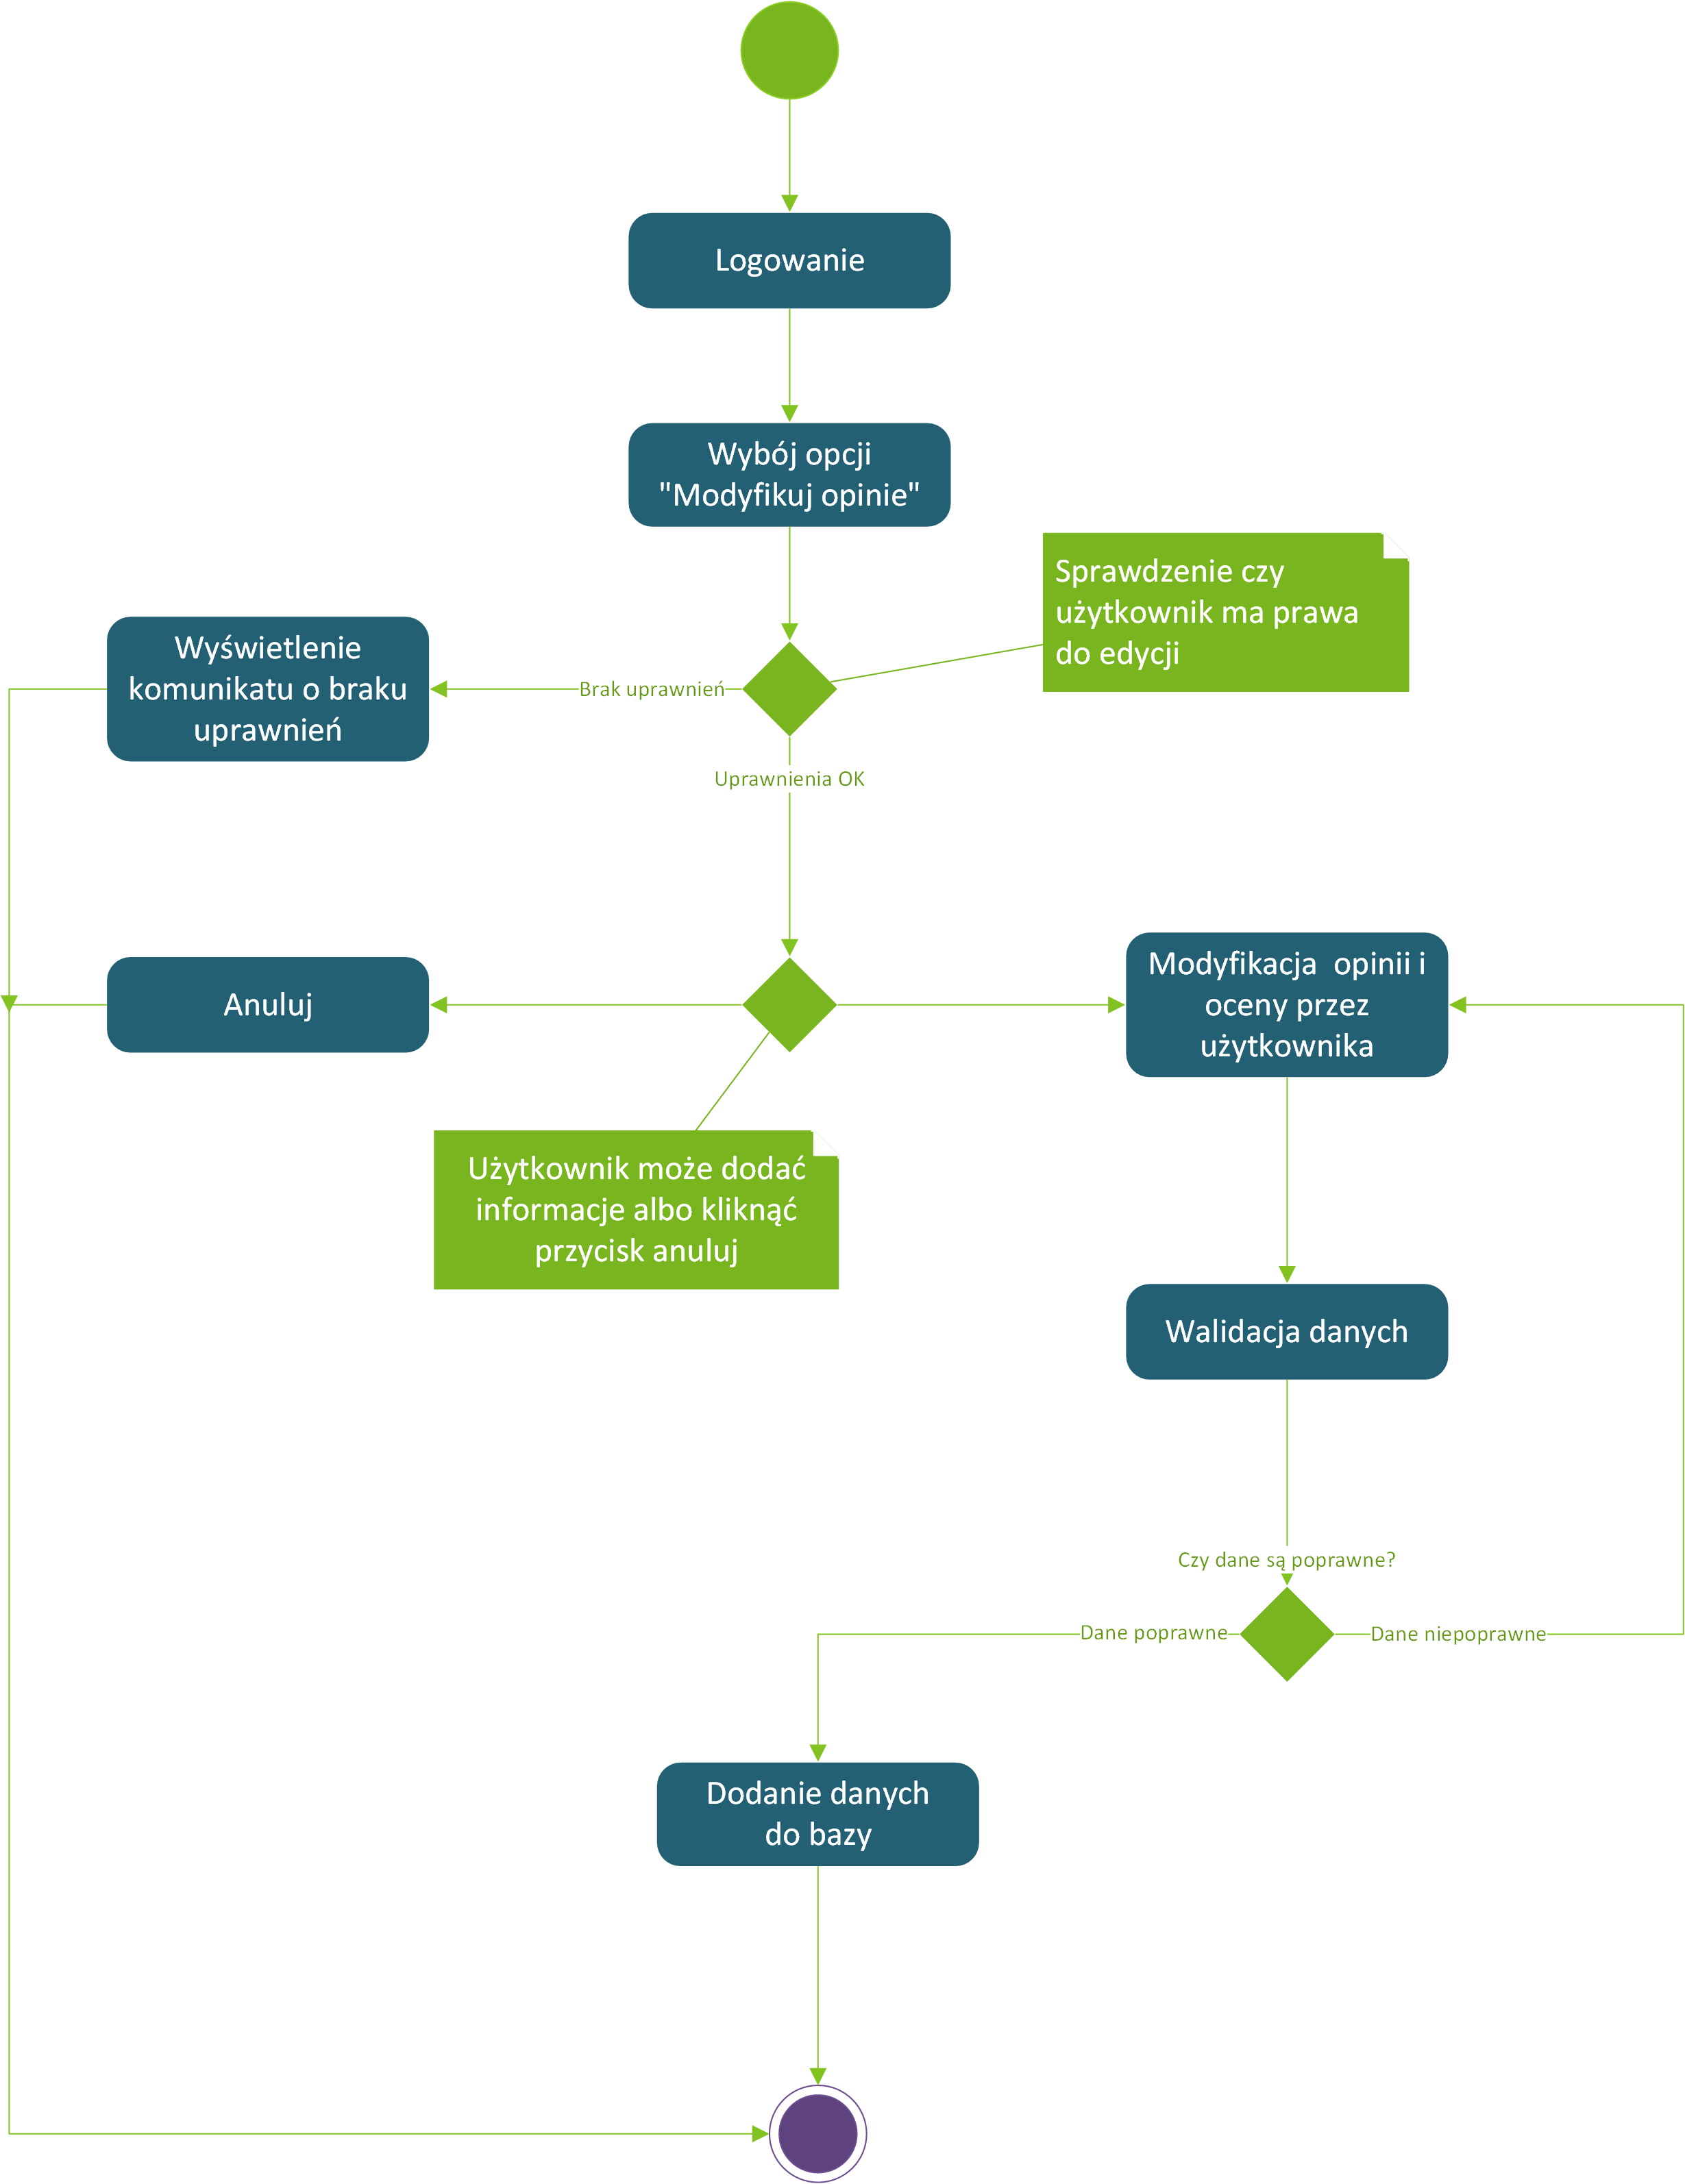 Logowanie
Wybój opcji
"Modyfikuj opinie"
Sprawdzenie czy
użytkownik ma prawa
do edycji
Wyświetlenie
komunikatu o braku
uprawnień
Brak uprawnień
Uprawnienia OK
Anuluj
Modyfikacja  opinii i
oceny przez
użytkownika
Użytkownik może dodać
informacje albo kliknąć
przycisk anuluj
Walidacja danych
Czy dane są poprawne?
Dane poprawne
Dane niepoprawne
Dodanie danych
do bazy